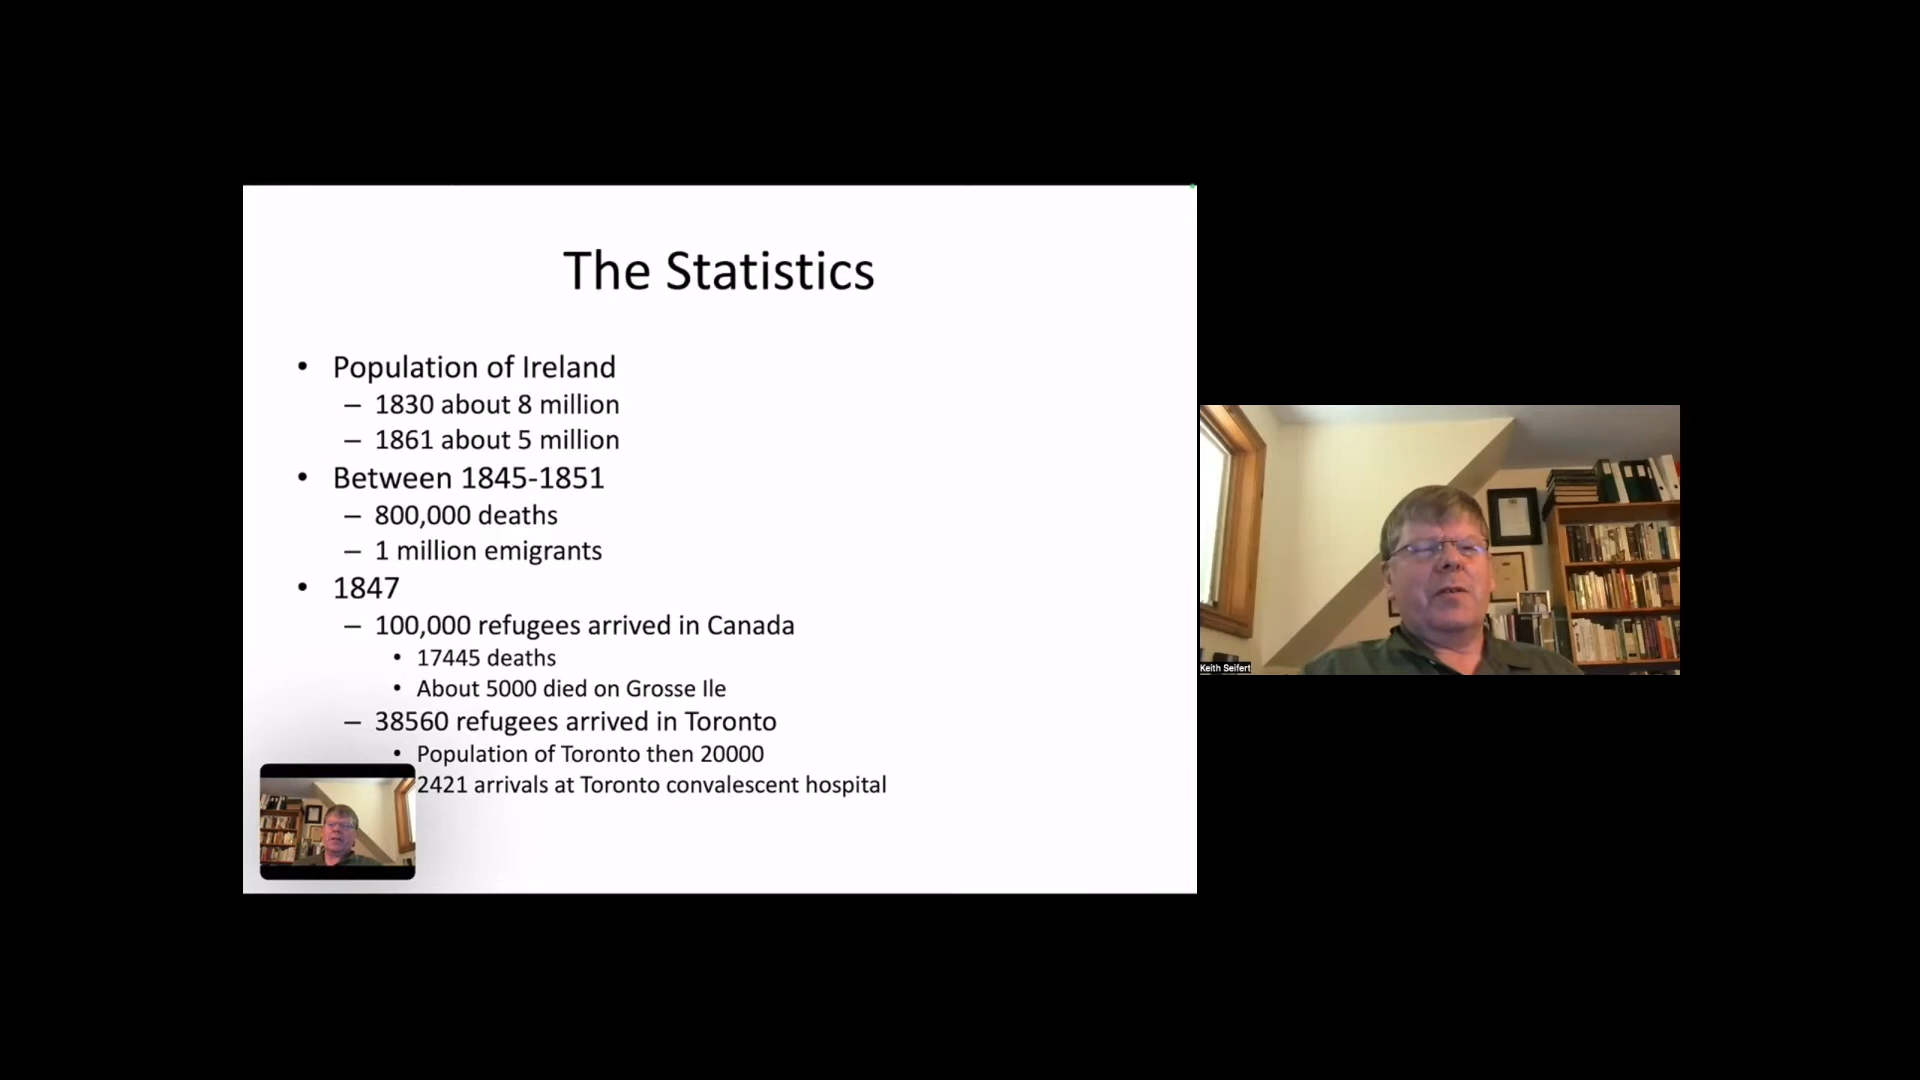 The Statistics
• Population of Ireland
– 1830 about 8 million
– 1861 about 5 million
• Between 1845-1851
– 800,000 deaths
– 1 million emigrants
• 1847
– 100,000 refugees arrived in Canada
• 17445 deaths
• About 5000 died on Grosse Ile
– 38560 refugees arrived in Toronto
• Population of Toronto then 20000
2421 arrivals at Toronto convalescent hospital
Keith Seifert